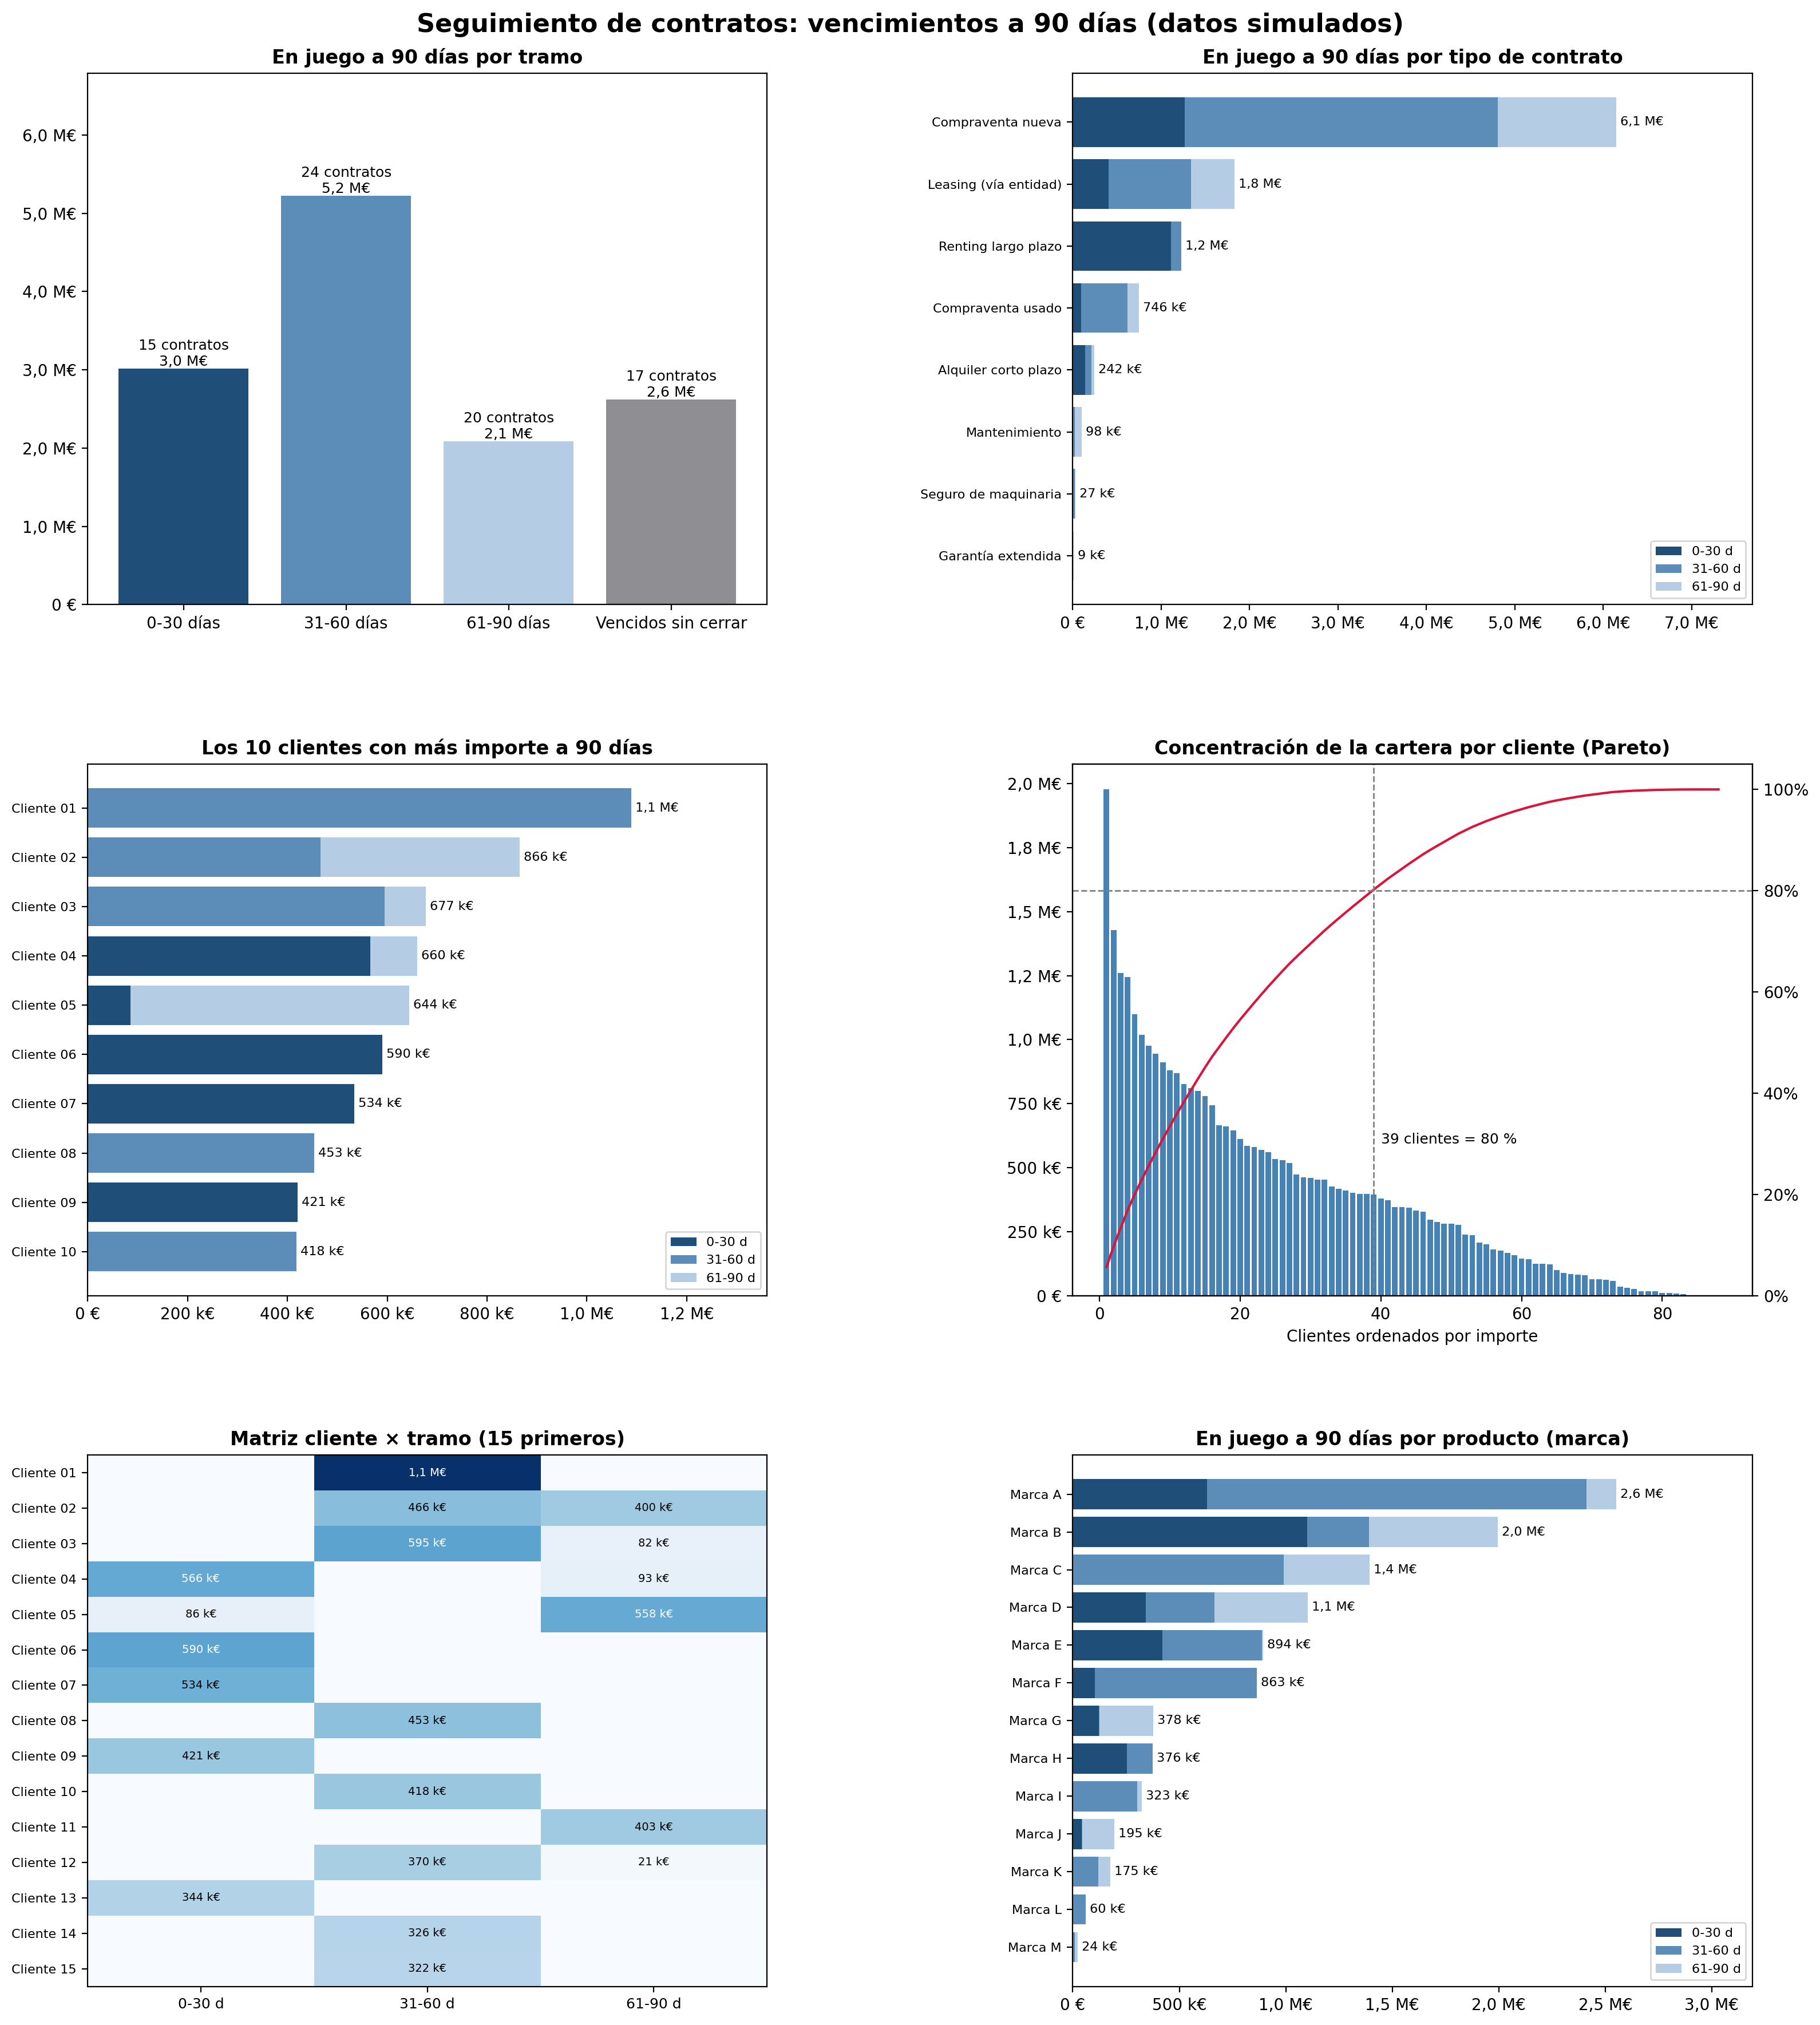 Seguimiento de contratos: vencimientos a 90 días (datos simulados)
En juego a 90 días por tramo
6,0 M€
5,0 M€
4,0 M€
3,0 M€
2,0 M€
1,0 M€
0 €
15 contratos
3,0 M€
24 contratos
5,2 M€
20 contratos
2,1 M€
17 contratos
2,6 M€
0-30 días
31-60 días
61-90 días
Vencidos sin cerrar
En juego a 90 días por tipo de contrato
Compraventa nueva
6,1 M€
Leasing (vía entidad)
1,8 M€
Renting largo plazo
1,2 M€
Compraventa usado
746 k€
Alquiler corto plazo
242 k€
Mantenimiento
98 k€
Seguro de maquinaria
27 k€
Garantía extendida
9 k€
0-30 d
31-60 d
61-90 d
0 €
1,0 M€
2,0 M€
3,0 M€
4,0 M€
5,0 M€
6,0 M€
7,0 M€
Los 10 clientes con más importe a 90 días
Cliente 01
1,1 M€
Cliente 02
866 k€
Cliente 03
677 k€
Cliente 04
660 k€
Cliente 05
644 k€
Cliente 06
590 k€
Cliente 07
534 k€
Cliente 08
453 k€
Cliente 09
421 k€
Cliente 10
418 k€
0-30 d
31-60 d
61-90 d
0 €
200 k€
400 k€
600 k€
800 k€
1,0 M€
1,2 M€
Concentración de la cartera por cliente (Pareto)
2,0 M€
1,8 M€
1,5 M€
1,2 M€
1,0 M€
750 k€
500 k€
250 k€
0 €
100%
80%
60%
40%
20%
0%
39 clientes = 80 %
0
20
40
60
80
Clientes ordenados por importe
Matriz cliente × tramo (15 primeros)
Cliente 01
1,1 M€
Cliente 02
466 k€
400 k€
Cliente 03
595 k€
82 k€
Cliente 04
566 k€
93 k€
Cliente 05
86 k€
558 k€
Cliente 06
590 k€
Cliente 07
534 k€
Cliente 08
453 k€
Cliente 09
421 k€
Cliente 10
418 k€
Cliente 11
403 k€
Cliente 12
370 k€
21 k€
Cliente 13
344 k€
Cliente 14
326 k€
Cliente 15
322 k€
0-30 d
31-60 d
61-90 d
En juego a 90 días por producto (marca)
Marca A
2,6 M€
Marca B
2,0 M€
Marca C
1,4 M€
Marca D
1,1 M€
Marca E
894 k€
Marca F
863 k€
Marca G
378 k€
Marca H
376 k€
Marca I
323 k€
Marca J
195 k€
Marca K
175 k€
Marca L
60 k€
Marca M
24 k€
0-30 d
31-60 d
61-90 d
0 €
500 k€
1,0 M€
1,5 M€
2,0 M€
2,5 M€
3,0 M€